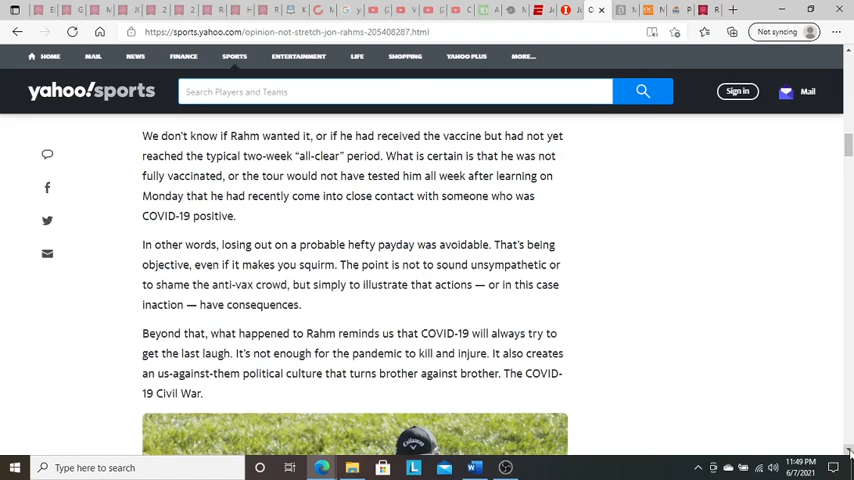 https://sports.yahoo.com/opinion-not-stretch-jon-rahms-205408287.html
Not syncing
HOME MAIL NEWS FINANCE SPORTS ENTERTAINMENT LIFE SHOPPING YAHOO PLUS MORE...
yahoo!sports
Search Players and Teams
Sign in
Mail
We don't know if Rahm wanted it, or if he had received the vaccine but had not yet
reached the typical two-week “all-clear” period. What is certain is that he was not
fully vaccinated, or the tour would not have tested him all week after learning on
Monday that he had recently come into close contact with someone who was
COVID-19 positive.
In other words, losing out on a probable hefty payday was avoidable. That's being
objective, even if it makes you squirm. The point is not to sound unsympathetic or
to shame the anti-vax crowd, but simply to illustrate that actions — or in this case
inaction — have consequences.
Beyond that, what happened to Rahm reminds us that COVID-19 will always try to
get the last laugh. It's not enough for the pandemic to kill and injure. It also creates
an us-against-them political culture that turns brother against brother. The COVID-
19 Civil War.
Callaway
Type here to search
11:49 PM
6/7/2021